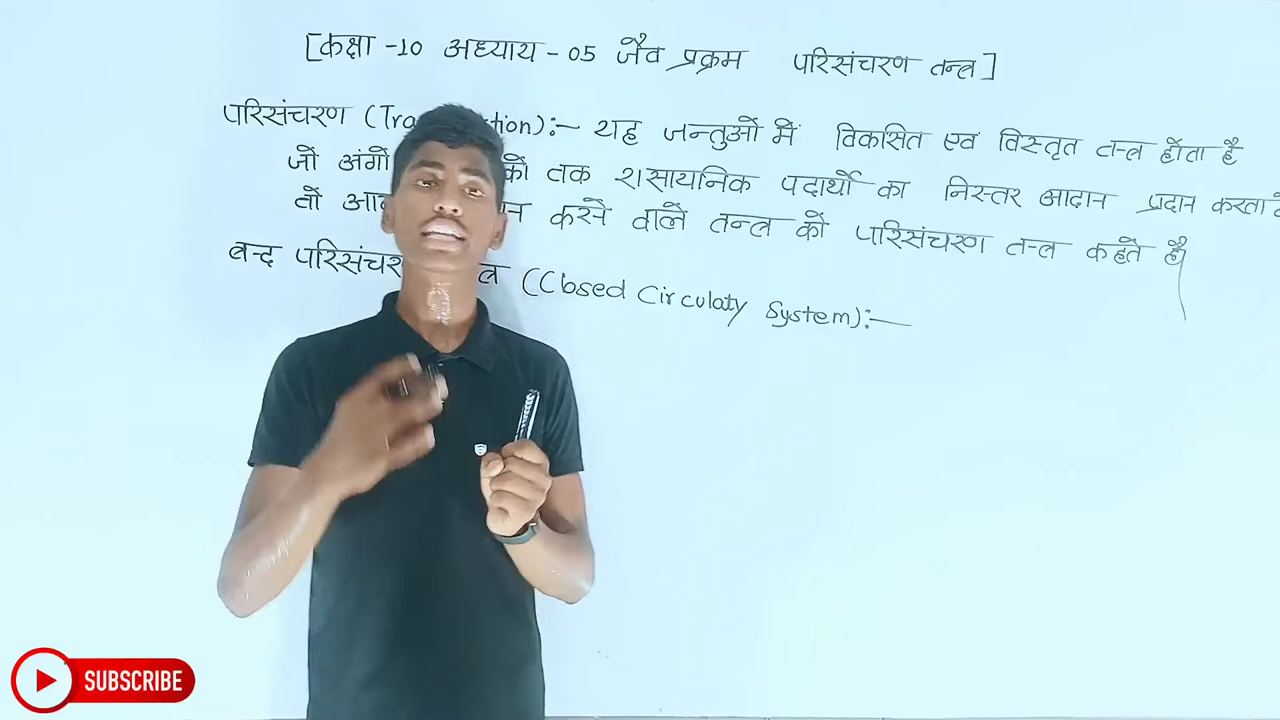 [कक्षा -10 अध्याय - 05 जैव प्रक्रम परिसंचरण तन्त्र]
परिसंचरण (Tra tion):- यह जन्तुओं में विकसित एवं विस्तृत तन्त्र होता है
जो अंगों को तक रासायनिक पदार्थों का निस्तर आदान प्रदान करता
तो आद न करने वाले तन्त्र को परिसंचरण तन्त्र कहते है
बन्द परिसंचर त्र (Closed Circulaty System):-
SUBSCRIBE